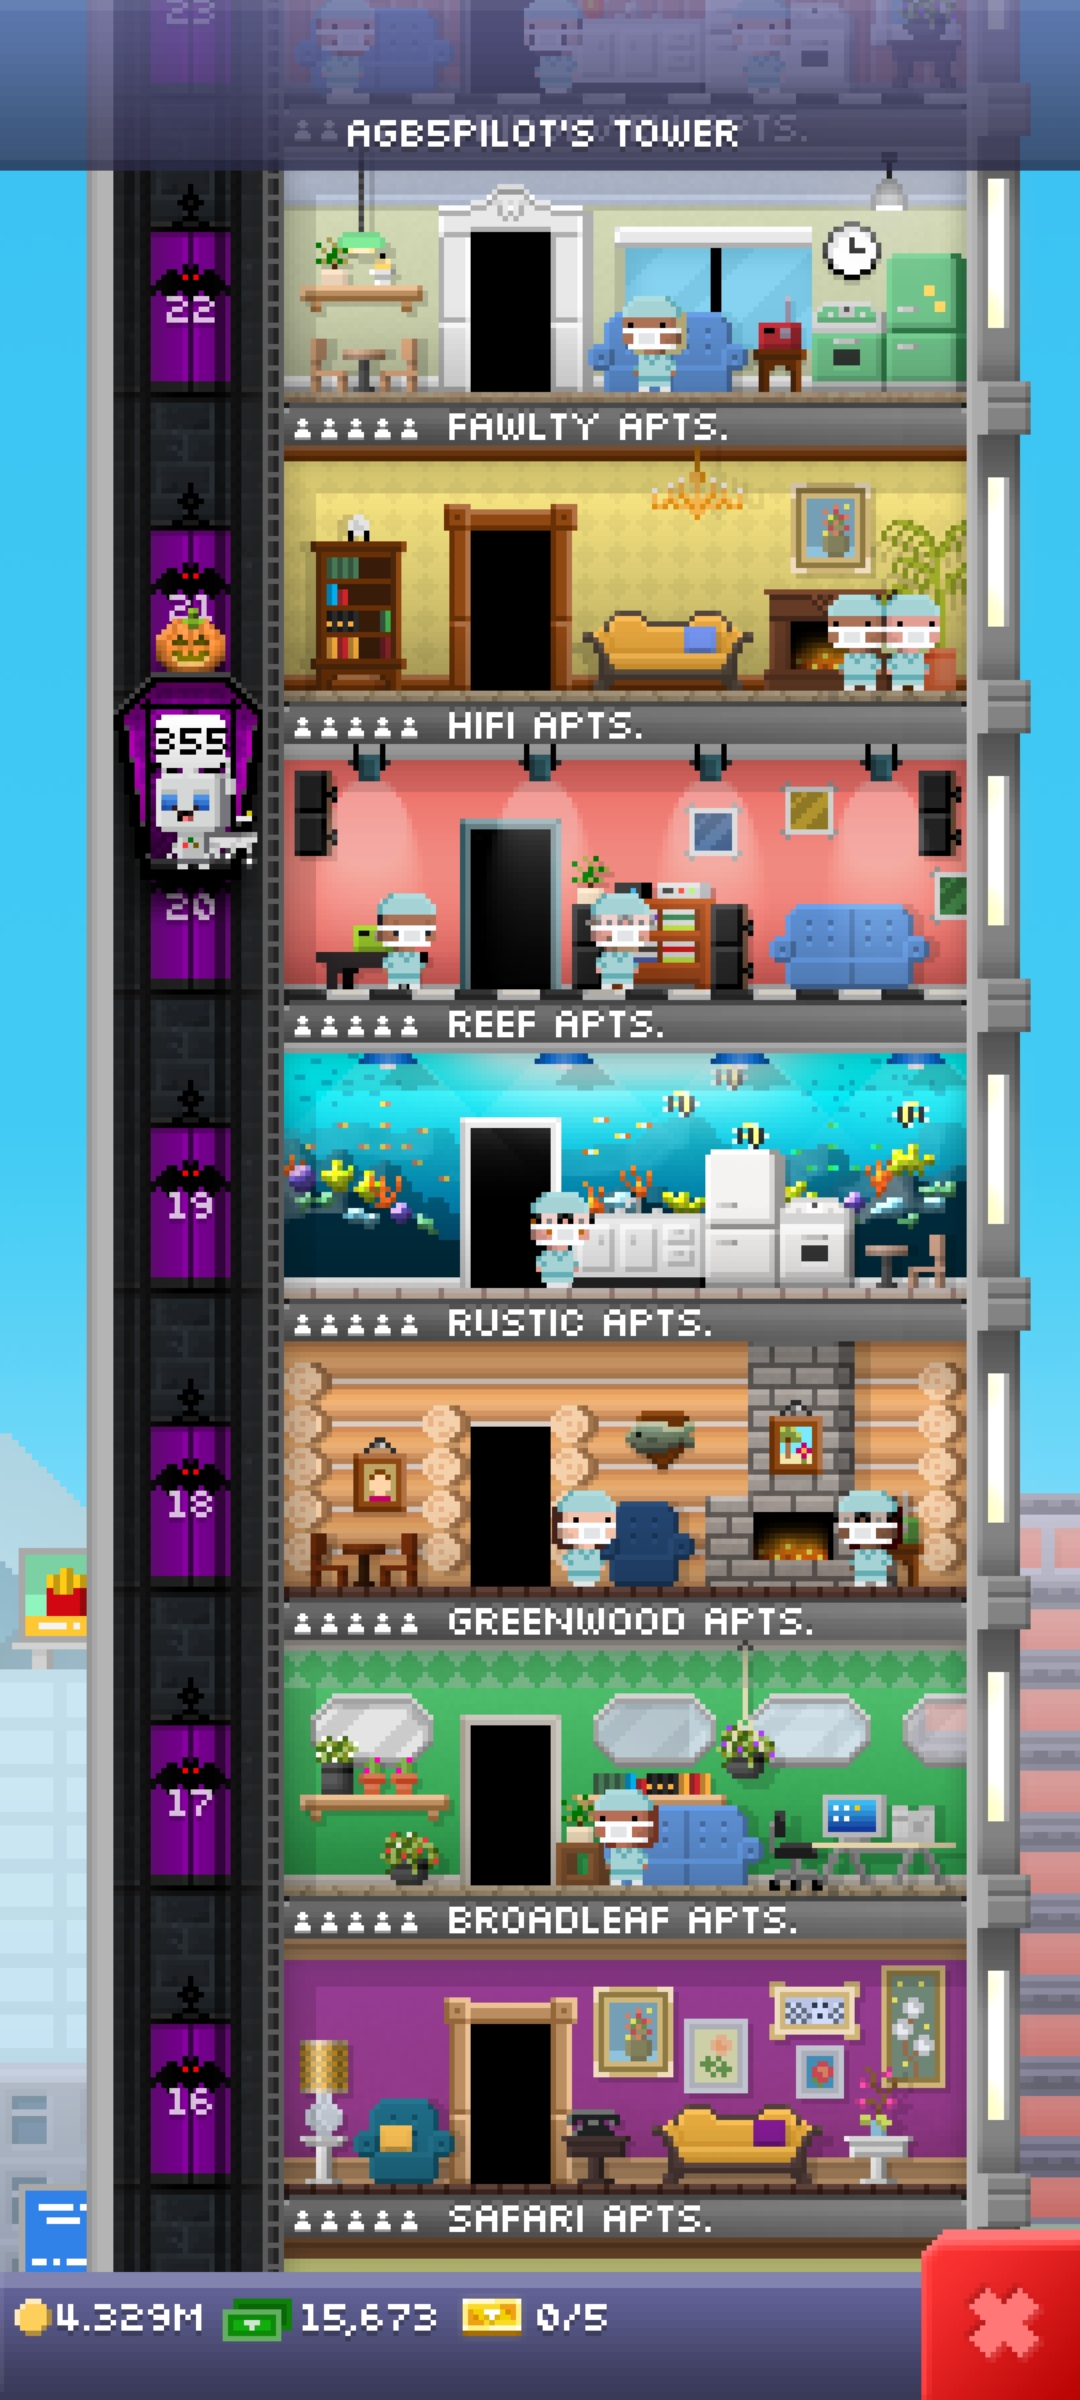 23
AGB5PILOT'S TOWER
22
FAWLTY APTS.
21
HIFI APTS.
355
20
REEF APTS.
19
RUSTIC APTS.
18
GREENWOOD APTS.
17
BROADLEAF APTS.
16
SAFARI APTS.
4.329M 15,673 0/5